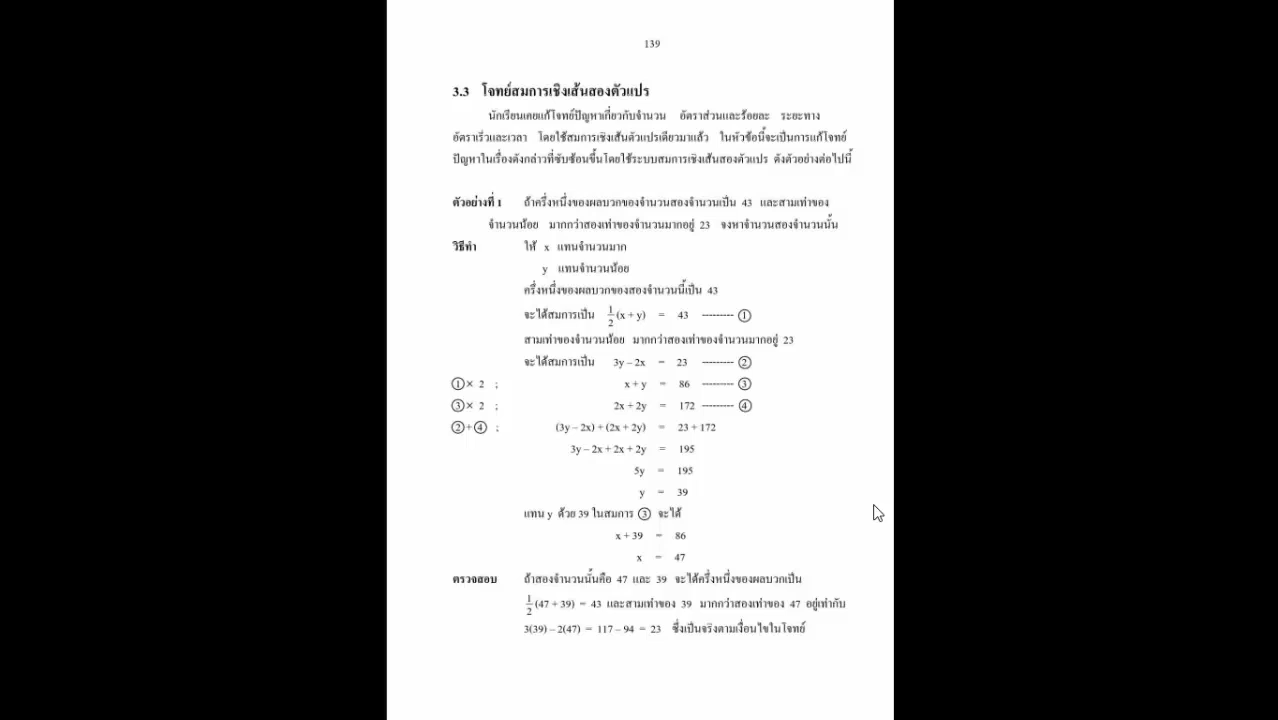 139
3.3 โจทย์สมการเชิงเส้นสองตัวแปร
นักเรียนเคยแก้โจทย์ปัญหาเกี่ยวกับจำนวน อัตราส่วนและร้อยละ ระยะทาง
อัตราเร็วและเวลา โดยใช้สมการเชิงเส้นตัวแปรเดียวมาแล้ว ในหัวข้อนี้จะเป็นการแก้โจทย์
ปัญหาในเรื่องดังกล่าวที่ซับซ้อนขึ้นโดยใช้ระบบสมการเชิงเส้นสองตัวแปร ดังตัวอย่างต่อไปนี้
ตัวอย่างที่ 1 ถ้าครึ่งหนึ่งของผลบวกของจำนวนสองจำนวนเป็น 43 และสามเท่าของ
จำนวนน้อย มากกว่าสองเท่าของจำนวนมากอยู่ 23 จงหาจำนวนสองจำนวนนั้น
วิธีทำ ให้ x แทนจำนวนมาก
y แทนจำนวนน้อย
ครึ่งหนึ่งของผลบวกของสองจำนวนนี้เป็น 43
จะได้สมการเป็น 1/2 (x + y) = 43 --------- ①
สามเท่าของจำนวนน้อย มากกว่าสองเท่าของจำนวนมากอยู่ 23
จะได้สมการเป็น 3y – 2x = 23 --------- ②
①× 2 ; x + y = 86 --------- ③
③× 2 ; 2x + 2y = 172 --------- ④
②+④ ; (3y – 2x) + (2x + 2y) = 23 + 172
3y – 2x + 2x + 2y = 195
5y = 195
y = 39
แทน y ด้วย 39 ในสมการ ③ จะได้
x + 39 = 86
x = 47
ตรวจสอบ ถ้าสองจำนวนนั้นคือ 47 และ 39 จะได้ครึ่งหนึ่งของผลบวกเป็น
1/2 (47 + 39) = 43 และสามเท่าของ 39 มากกว่าสองเท่าของ 47 อยู่เท่ากับ
3(39) – 2(47) = 117 – 94 = 23 ซึ่งเป็นจริงตามเงื่อนไขในโจทย์